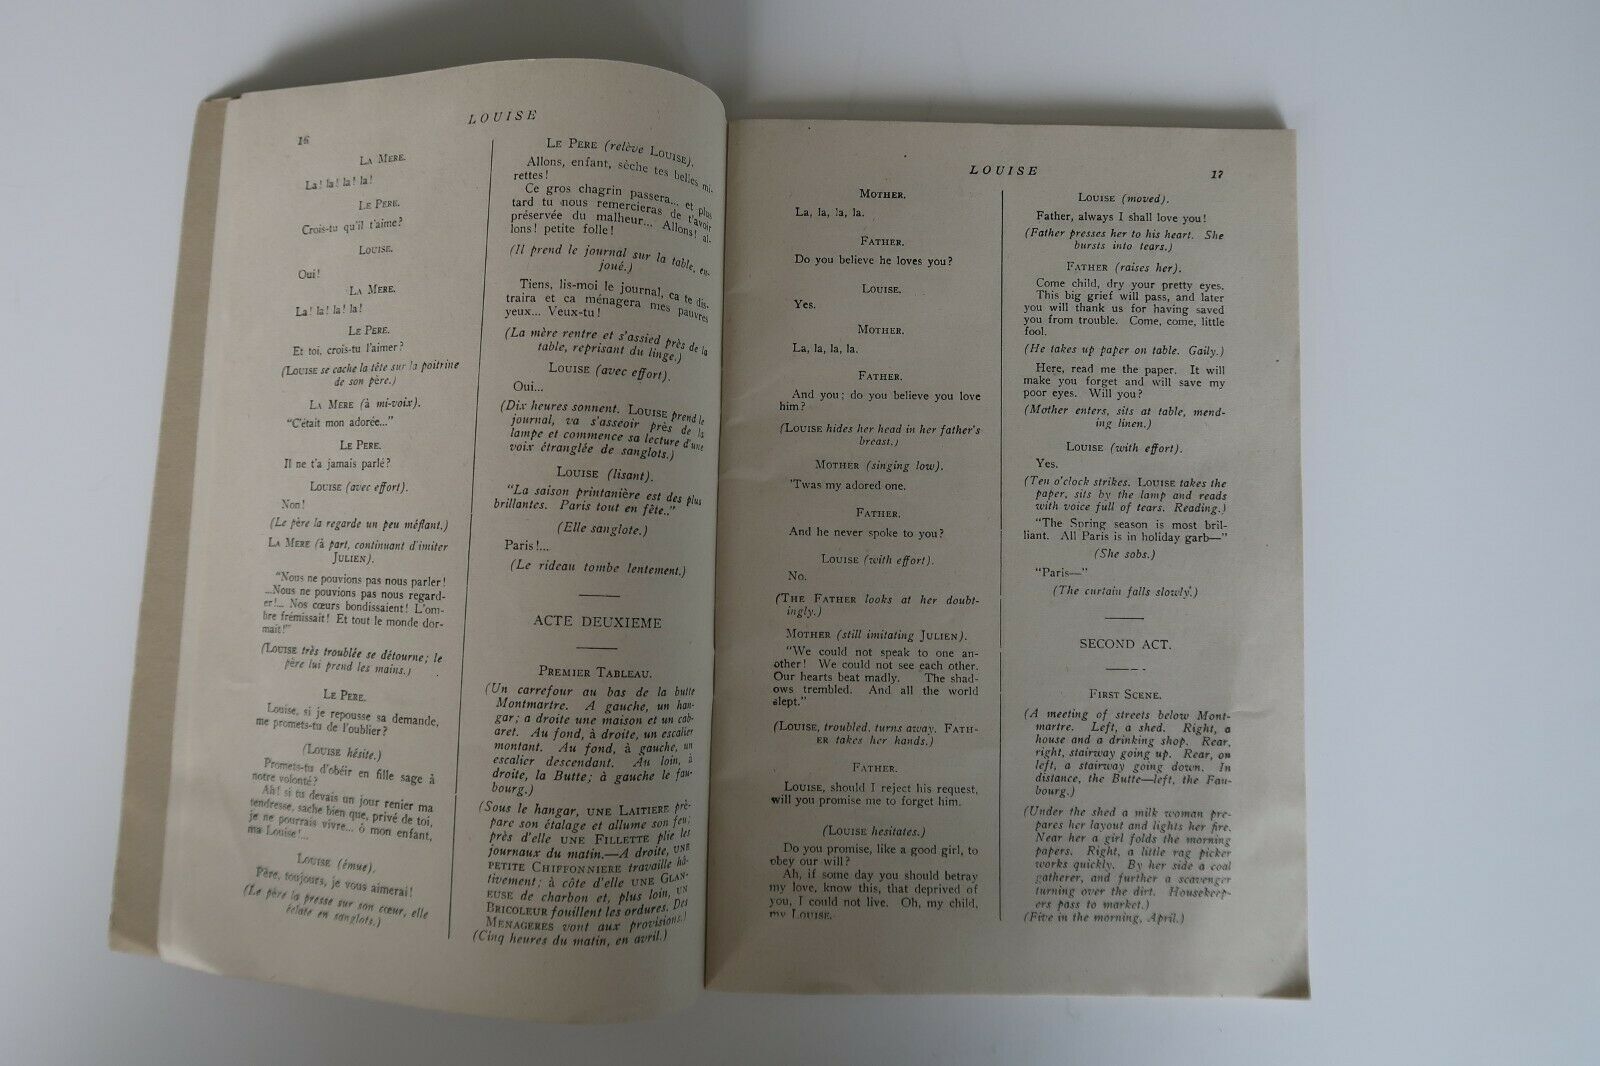 16
LOUISE
LA MERE.
La! la! la! la!
LE PERE.
Crois-tu qu'il t'aime?
LOUISE.
Oui!
LA MERE.
La! la! la! la!
LE PERE.
Et toi, crois-tu l'aimer?
(LOUISE se cache la tête sur la poitrine
de son père.)
LA MERE (à mi-voix).
"C'était mon adorée..."
LE PERE.
Il ne t'a jamais parlé?
LOUISE (avec effort).
Non!
(Le père la regarde un peu méfiant.)
LA MERE (à part, continuant d'imiter
JULIEN).
"Nous ne pouvions pas nous parler!
...Nous ne pouvions pas nous regard-
er!... Nos cœurs bondissaient! L'om-
bre frémissait! Et tout le monde dor-
mait!"
(LOUISE très troublée se détourne; le
père lui prend les mains.)
LE PERE.
Louise, si je repousse sa demande,
me promets-tu de l'oublier?
(LOUISE hésite.)
Promets-tu d'obéir en fille sage à
notre volonté?
Ah! si tu devais un jour renier ma
tendresse, sache bien que, privé de toi,
je ne pourrais vivre... ô mon enfant,
ma Louise!...
LOUISE (émue).
Père, toujours, je vous aimerai!
(Le père la presse sur son cœur, elle
éclate en sanglots.)
LE PERE (relève LOUISE).
Allons, enfant, sèche tes belles mi-
rettes!
Ce gros chagrin passera... et plus
tard tu nous remercieras de t'avoir
préservée du malheur... Allons! al-
lons! petite folle!
(Il prend le journal sur la table, en-
joué.)
Tiens, lis-moi le journal, ca te dis-
traira et ca ménagera mes pauvres
yeux... Veux-tu!
(La mère rentre et s'assied près de la
table, reprisant du linge.)
LOUISE (avec effort).
Oui...
(Dix heures sonnent. LOUISE prend le
journal, va s'asseoir près de la
lampe et commence sa lecture d'une
voix étranglée de sanglots.)
LOUISE (lisant).
"La saison printanière est des plus
brillantes. Paris tout en fête.."
(Elle sanglote.)
Paris!...
(Le rideau tombe lentement.)
ACTE DEUXIEME
PREMIER TABLEAU.
(Un carrefour au bas de la butte
Montmartre. A gauche, un han-
gar; a droite une maison et un cab-
aret. Au fond, à droite, un escalier
montant. Au fond, à gauche, un
escalier descendant. Au loin, à
droite, la Butte; à gauche le fau-
bourg.)
(Sous le hangar, UNE LAITIERE pré-
pare son étalage et allume son feu;
près d'elle UNE FILLETTE plie les
journaux du matin.—A droite, UNE
PETITE CHIFFONNIERE travaille hâ-
tivement; à côte d'elle UNE GLAN-
EUSE de charbon et, plus loin, UN
BRICOLEUR fouillent les ordures. Des
MENAGERES vont aux provisions.)
(Cinq heures du matin, en avril.)
LOUISE
17
MOTHER.
La, la, la, la.
FATHER.
Do you believe he loves you?
LOUISE.
Yes.
MOTHER.
La, la, la, la.
FATHER.
And you; do you believe you love
him?
(LOUISE hides her head in her father's
breast.)
MOTHER (singing low).
'Twas my adored one.
FATHER.
And he never spoke to you?
LOUISE (with effort).
No.
(THE FATHER looks at her doubt-
ingly.)
MOTHER (still imitating JULIEN).
"We could not speak to one an-
other! We could not see each other.
Our hearts beat madly. The shad-
ows trembled. And all the world
slept."
(LOUISE, troubled, turns away. FATH-
ER takes her hands.)
FATHER.
LOUISE, should I reject his request,
will you promise me to forget him.
(LOUISE hesitates.)
Do you promise, like a good girl, to
obey our will?
Ah, if some day you should betray
my love, know this, that deprived of
you, I could not live. Oh, my child,
my LOUISE.
LOUISE (moved).
Father, always I shall love you!
(Father presses her to his heart. She
bursts into tears.)
FATHER (raises her).
Come child, dry your pretty eyes.
This big grief will pass, and later
you will thank us for having saved
you from trouble. Come, come, little
fool.
(He takes up paper on table. Gaily.)
Here, read me the paper. It will
make you forget and will save my
poor eyes. Will you?
(Mother enters, sits at table, mend-
ing linen.)
LOUISE (with effort).
Yes.
(Ten o'clock strikes. LOUISE takes the
paper, sits by the lamp and reads
with voice full of tears. Reading.)
"The Spring season is most bril-
liant. All Paris is in holiday garb—"
(She sobs.)
"Paris—"
(The curtain falls slowly.)
SECOND ACT.
FIRST SCENE.
(A meeting of streets below Mont-
martre. Left, a shed. Right, a
house and a drinking shop. Rear,
right, stairway going up. Rear, on
left, a stairway going down. In
distance, the Butte—left, the Fau-
bourg.)
(Under the shed a milk woman pre-
pares her layout and lights her fire.
Near her a girl folds the morning
papers. Right, a little rag picker
works quickly. By her side a coal
gatherer, and further a scavenger
turning over the dirt. Housekeep-
ers pass to market.)
(Five in the morning, April.)